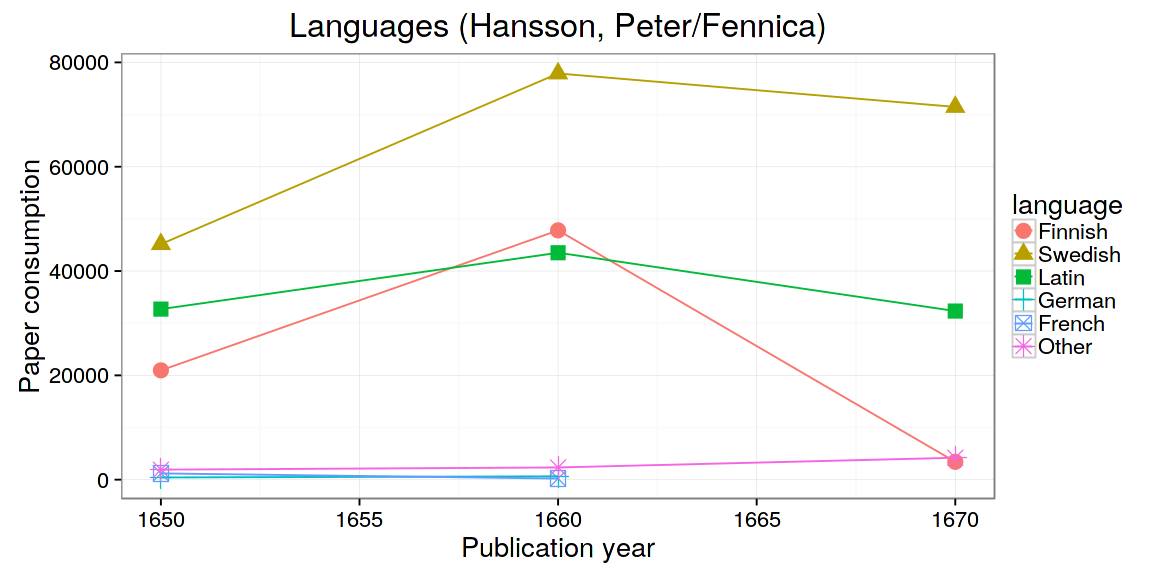 Languages (Hansson, Peter/Fennica)
80000
60000
40000
20000
0
Paper consumption
1650 1655 1660 1665 1670
Publication year
language
Finnish
Swedish
Latin
German
French
Other